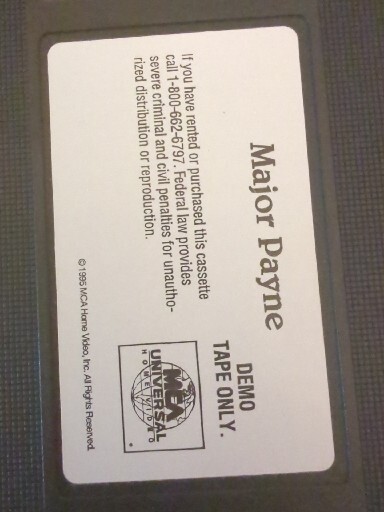 Major Payne
DEMO
TAPE ONLY.
If you have rented or purchased this cassette
call 1-800-662-6797. Federal law provides
severe criminal and civil penalties for unautho-
rized distribution or reproduction.
MCA
UNIVERSAL
HOME VIDEO
©1995 MCA Home Video, Inc. All Rights Reserved.